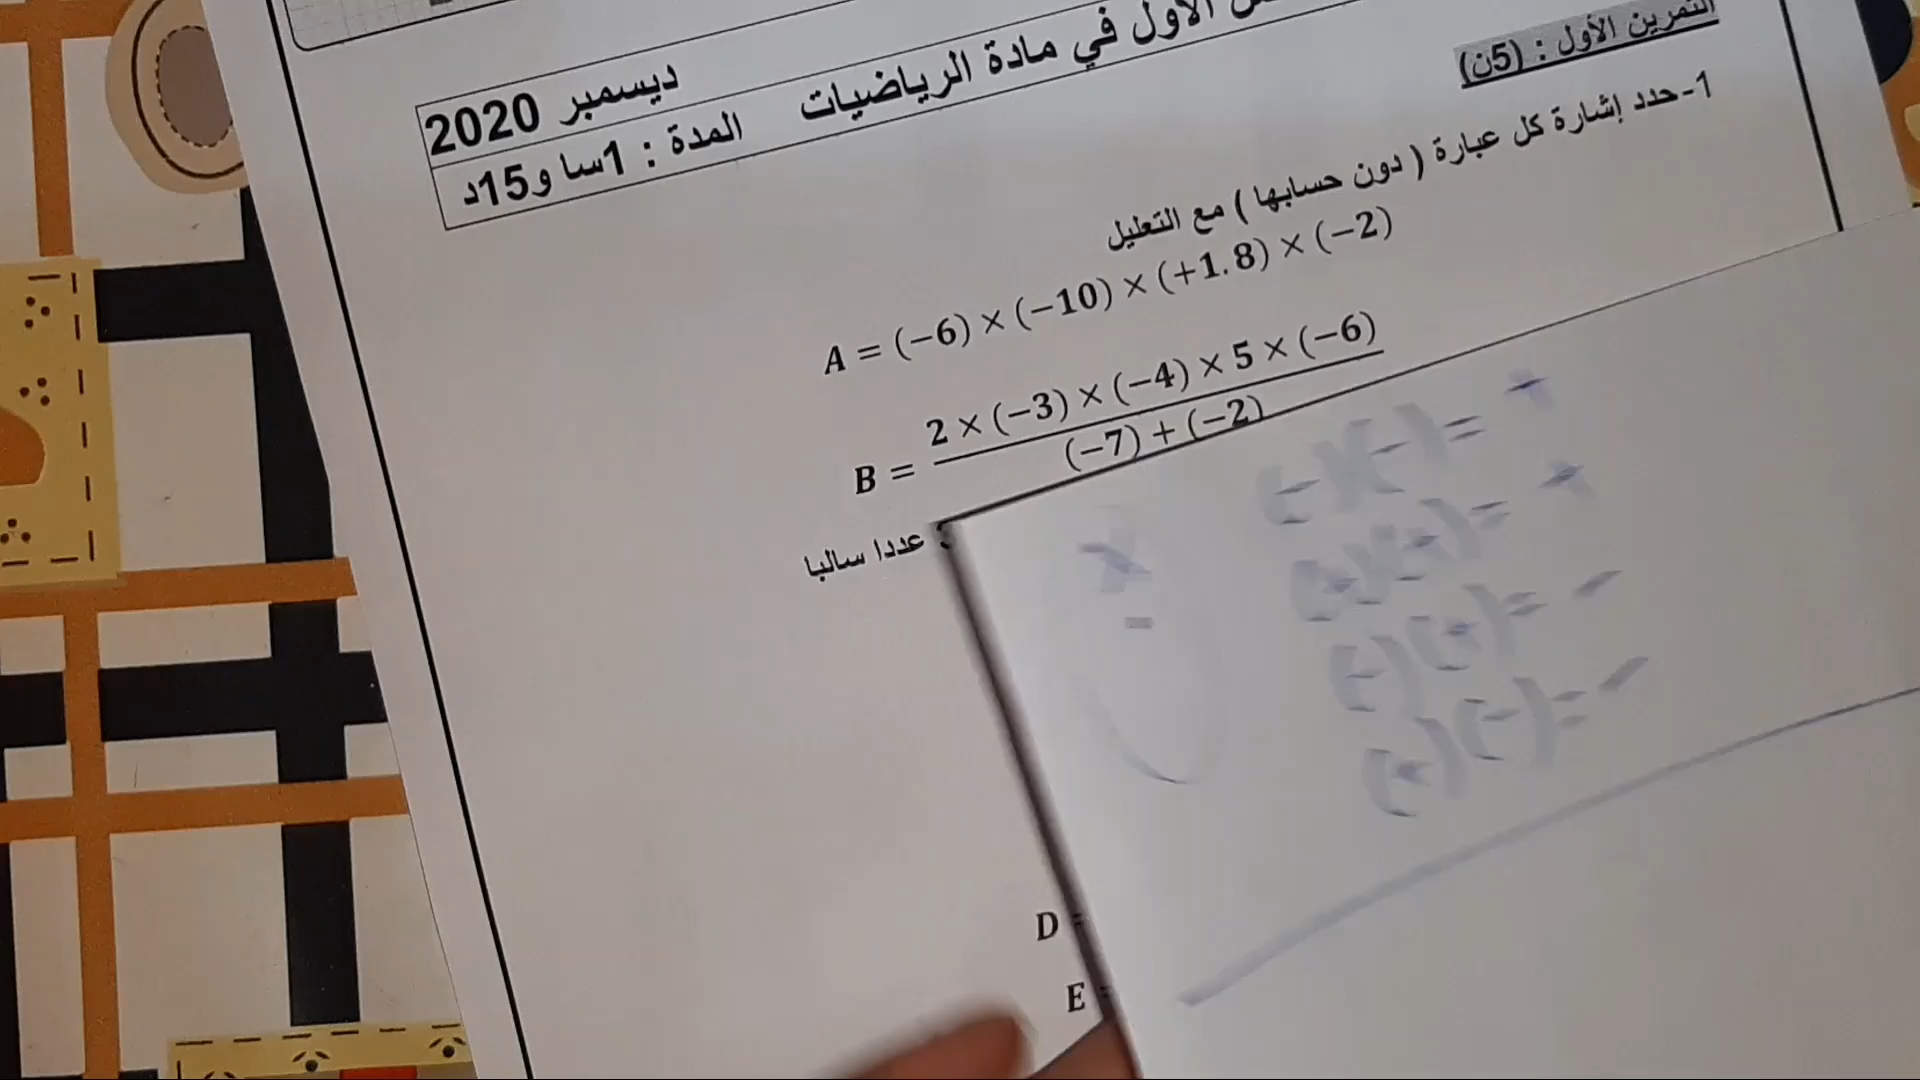 الأول في مادة الرياضيات
ديسمبر 2020
المدة : 1سا و15د
التمرين الأول : (5ن)
1-حدد إشارة كل عبارة ( دون حسابها ) مع التعليل
A = (−6) × (−10) × (+1.8) × (−2)
B = \frac{2 × (−3) × (−4) × 5 × (−6)}{(−7) + (−2)}
عددا سالبا
(-)(-) = +
(+)(+) = +
(-)(+) = -
(+)(-) = -
D =
E =